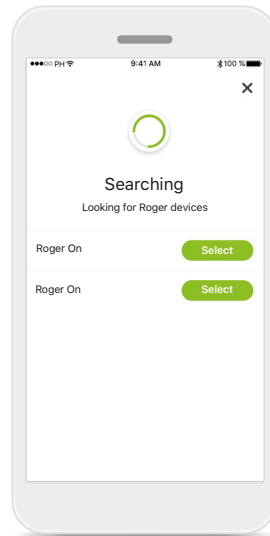 ●●●○○ PH 9:41 AM 100 %
×
Searching
Looking for Roger devices
Roger On Select
Roger On Select